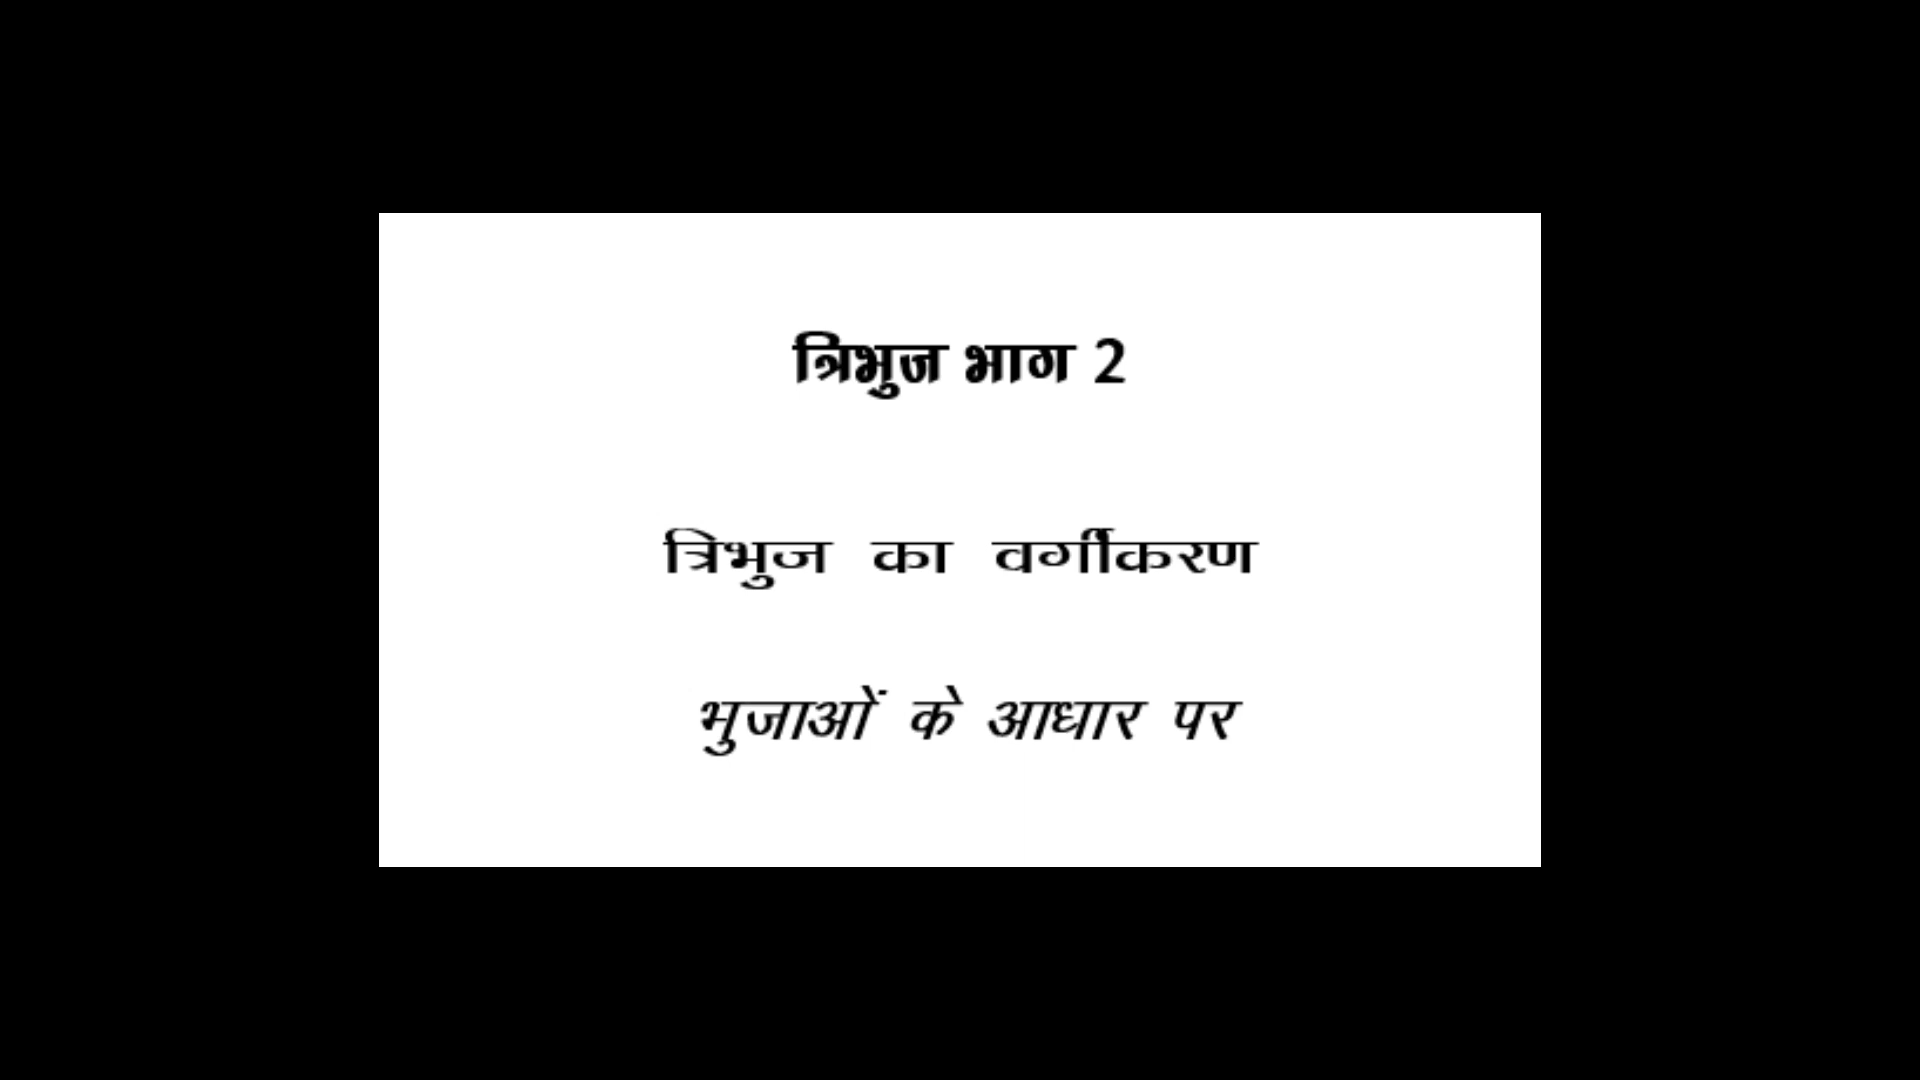 त्रिभुज भाग 2
त्रिभुज का वर्गीकरण
भुजाओं के आधार पर